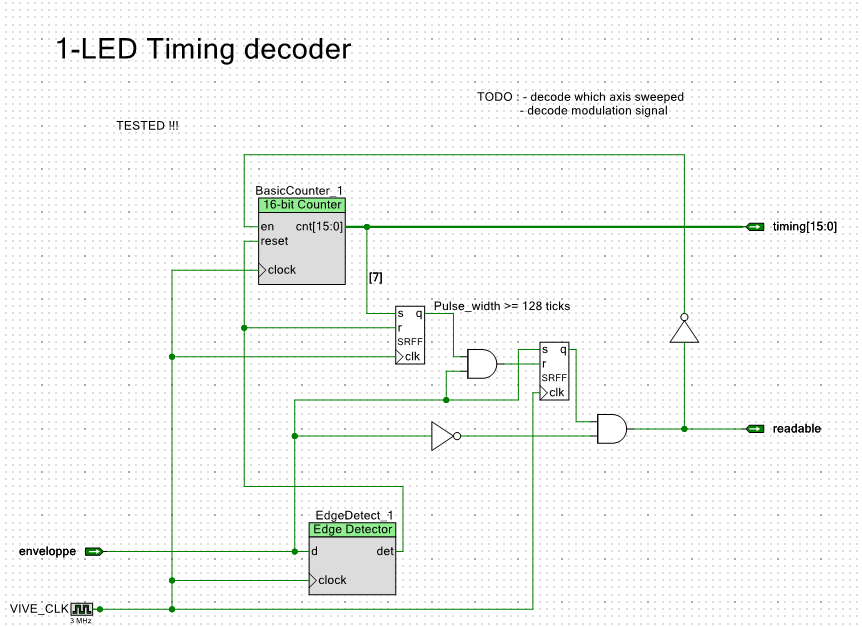 1-LED Timing decoder
TODO : - decode which axis sweeped
- decode modulation signal
TESTED !!!
BasicCounter_1
16-bit Counter
en cnt[15:0]
reset
clock
timing[15:0]
[7]
Pulse_width >= 128 ticks
s q
r
SRFF
clk
s q
r
SRFF
clk
readable
EdgeDetect_1
Edge Detector
enveloppe
d det
clock
VIVE_CLK
3 MHz